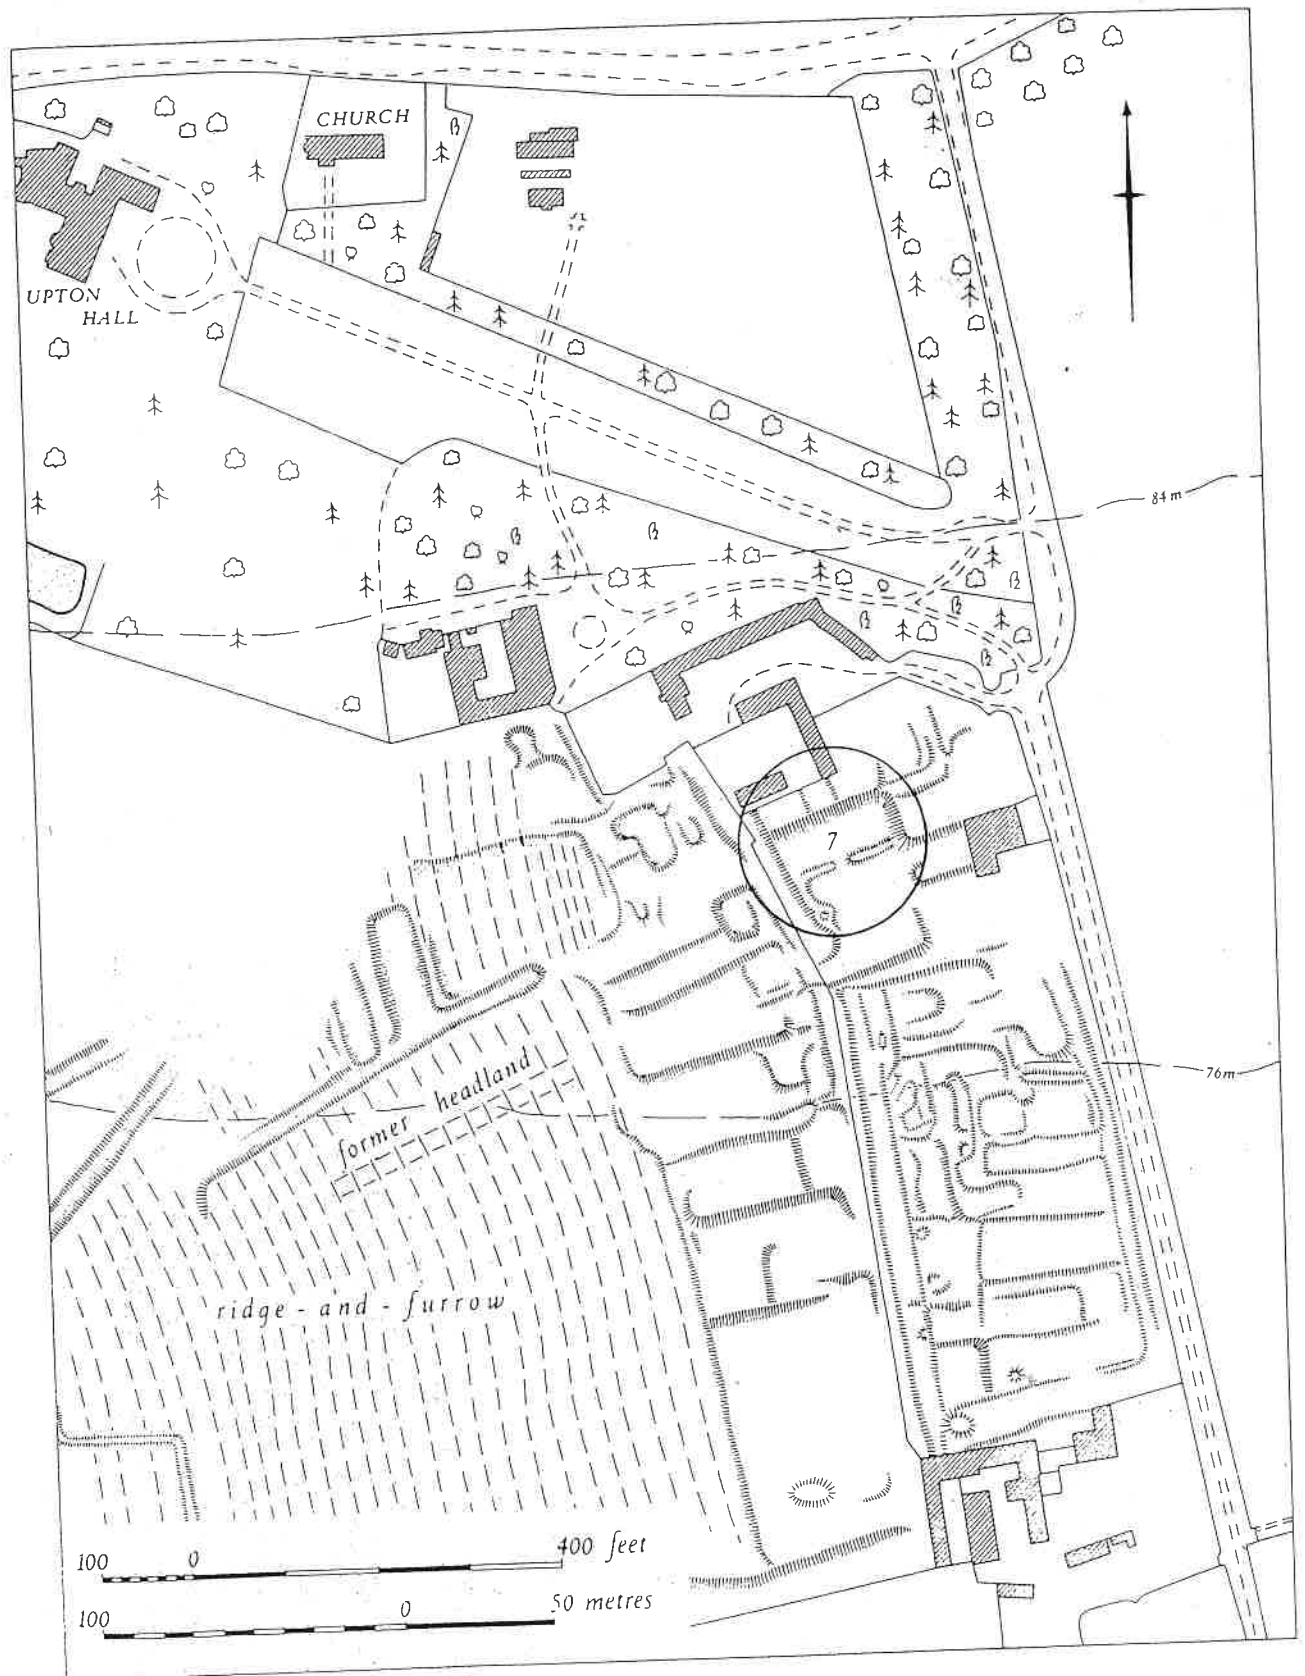 CHURCH
UPTON
HALL
84m
7
76m
former headland
ridge-and-furrow
100 0 400 feet
100 0 50 metres